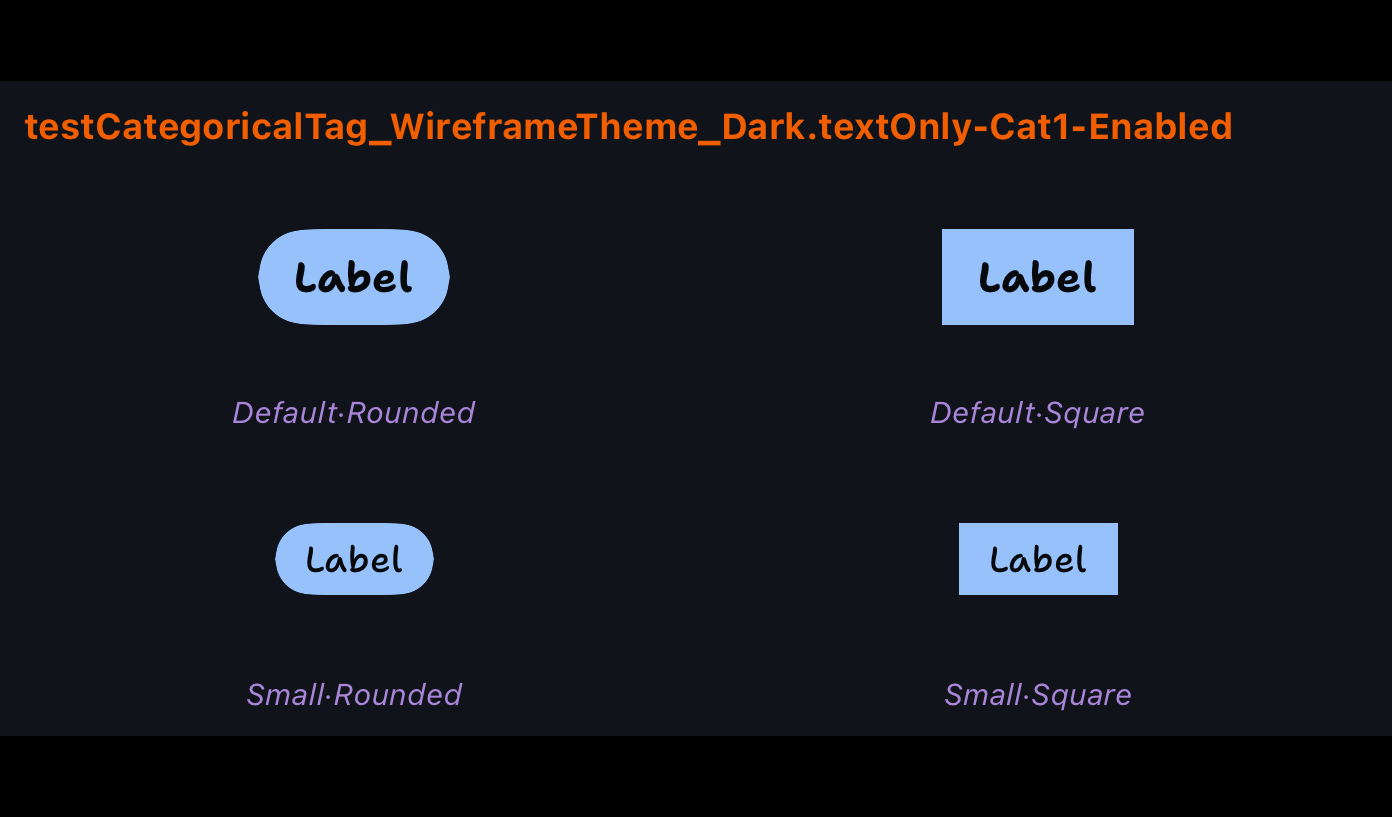 testCategoricalTag_WireframeTheme_Dark.textOnly-Cat1-Enabled
Label Label
Default·Rounded Default·Square
Label Label
Small·Rounded Small·Square